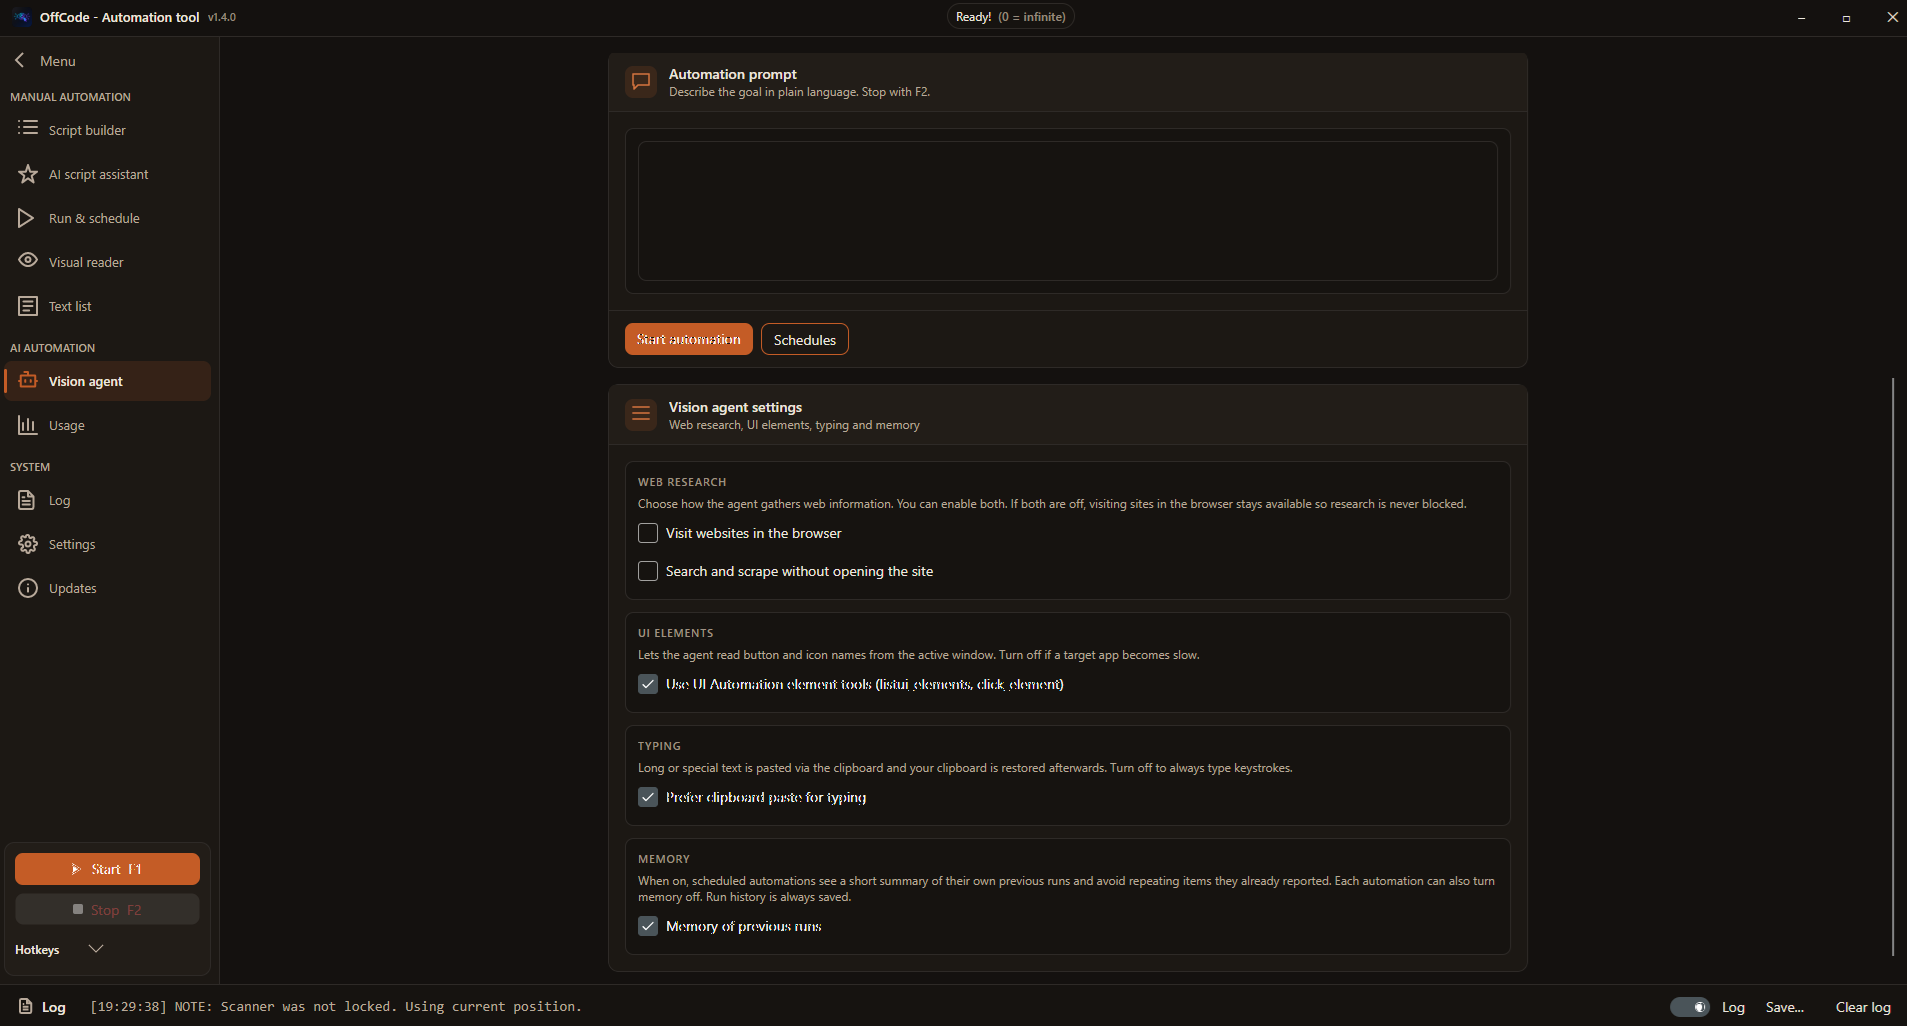 OffCode - Automation tool v1.4.0
Ready! (0 = infinite)
Menu
MANUAL AUTOMATION
Script builder
AI script assistant
Run & schedule
Visual reader
Text list
AI AUTOMATION
Vision agent
Usage
SYSTEM
Log
Settings
Updates
Start F1
Stop F2
Hotkeys
Automation prompt
Describe the goal in plain language. Stop with F2.
Start automation
Schedules
Vision agent settings
Web research, UI elements, typing and memory
WEB RESEARCH
Choose how the agent gathers web information. You can enable both. If both are off, visiting sites in the browser stays available so research is never blocked.
Visit websites in the browser
Search and scrape without opening the site
UI ELEMENTS
Lets the agent read button and icon names from the active window. Turn off if a target app becomes slow.
Use UI Automation element tools (listui_elements, click_element)
TYPING
Long or special text is pasted via the clipboard and your clipboard is restored afterwards. Turn off to always type keystrokes.
Prefer clipboard paste for typing
MEMORY
When on, scheduled automations see a short summary of their own previous runs and avoid repeating items they already reported. Each automation can also turn
memory off. Run history is always saved.
Memory of previous runs
Log [19:29:38] NOTE: Scanner was not locked. Using current position.
Log Save... Clear log